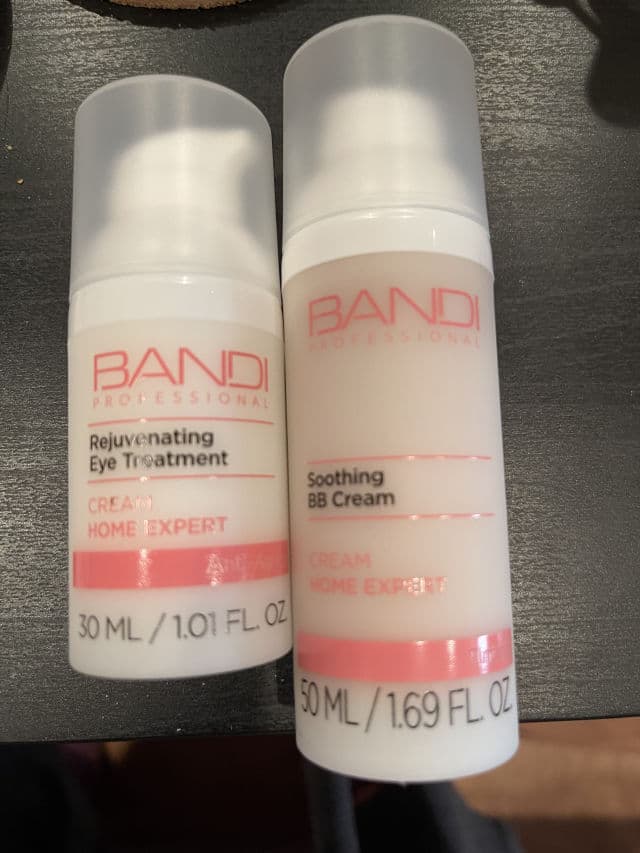 BANDI
PROFESSIONAL
Rejuvenating
Eye Treatment
CREAM
HOME EXPERT
30 ML / 1.01 FL. OZ
BANDI
PROFESSIONAL
Soothing
BB Cream
CREAM
HOME EXPERT
50 ML / 1.69 FL. OZ